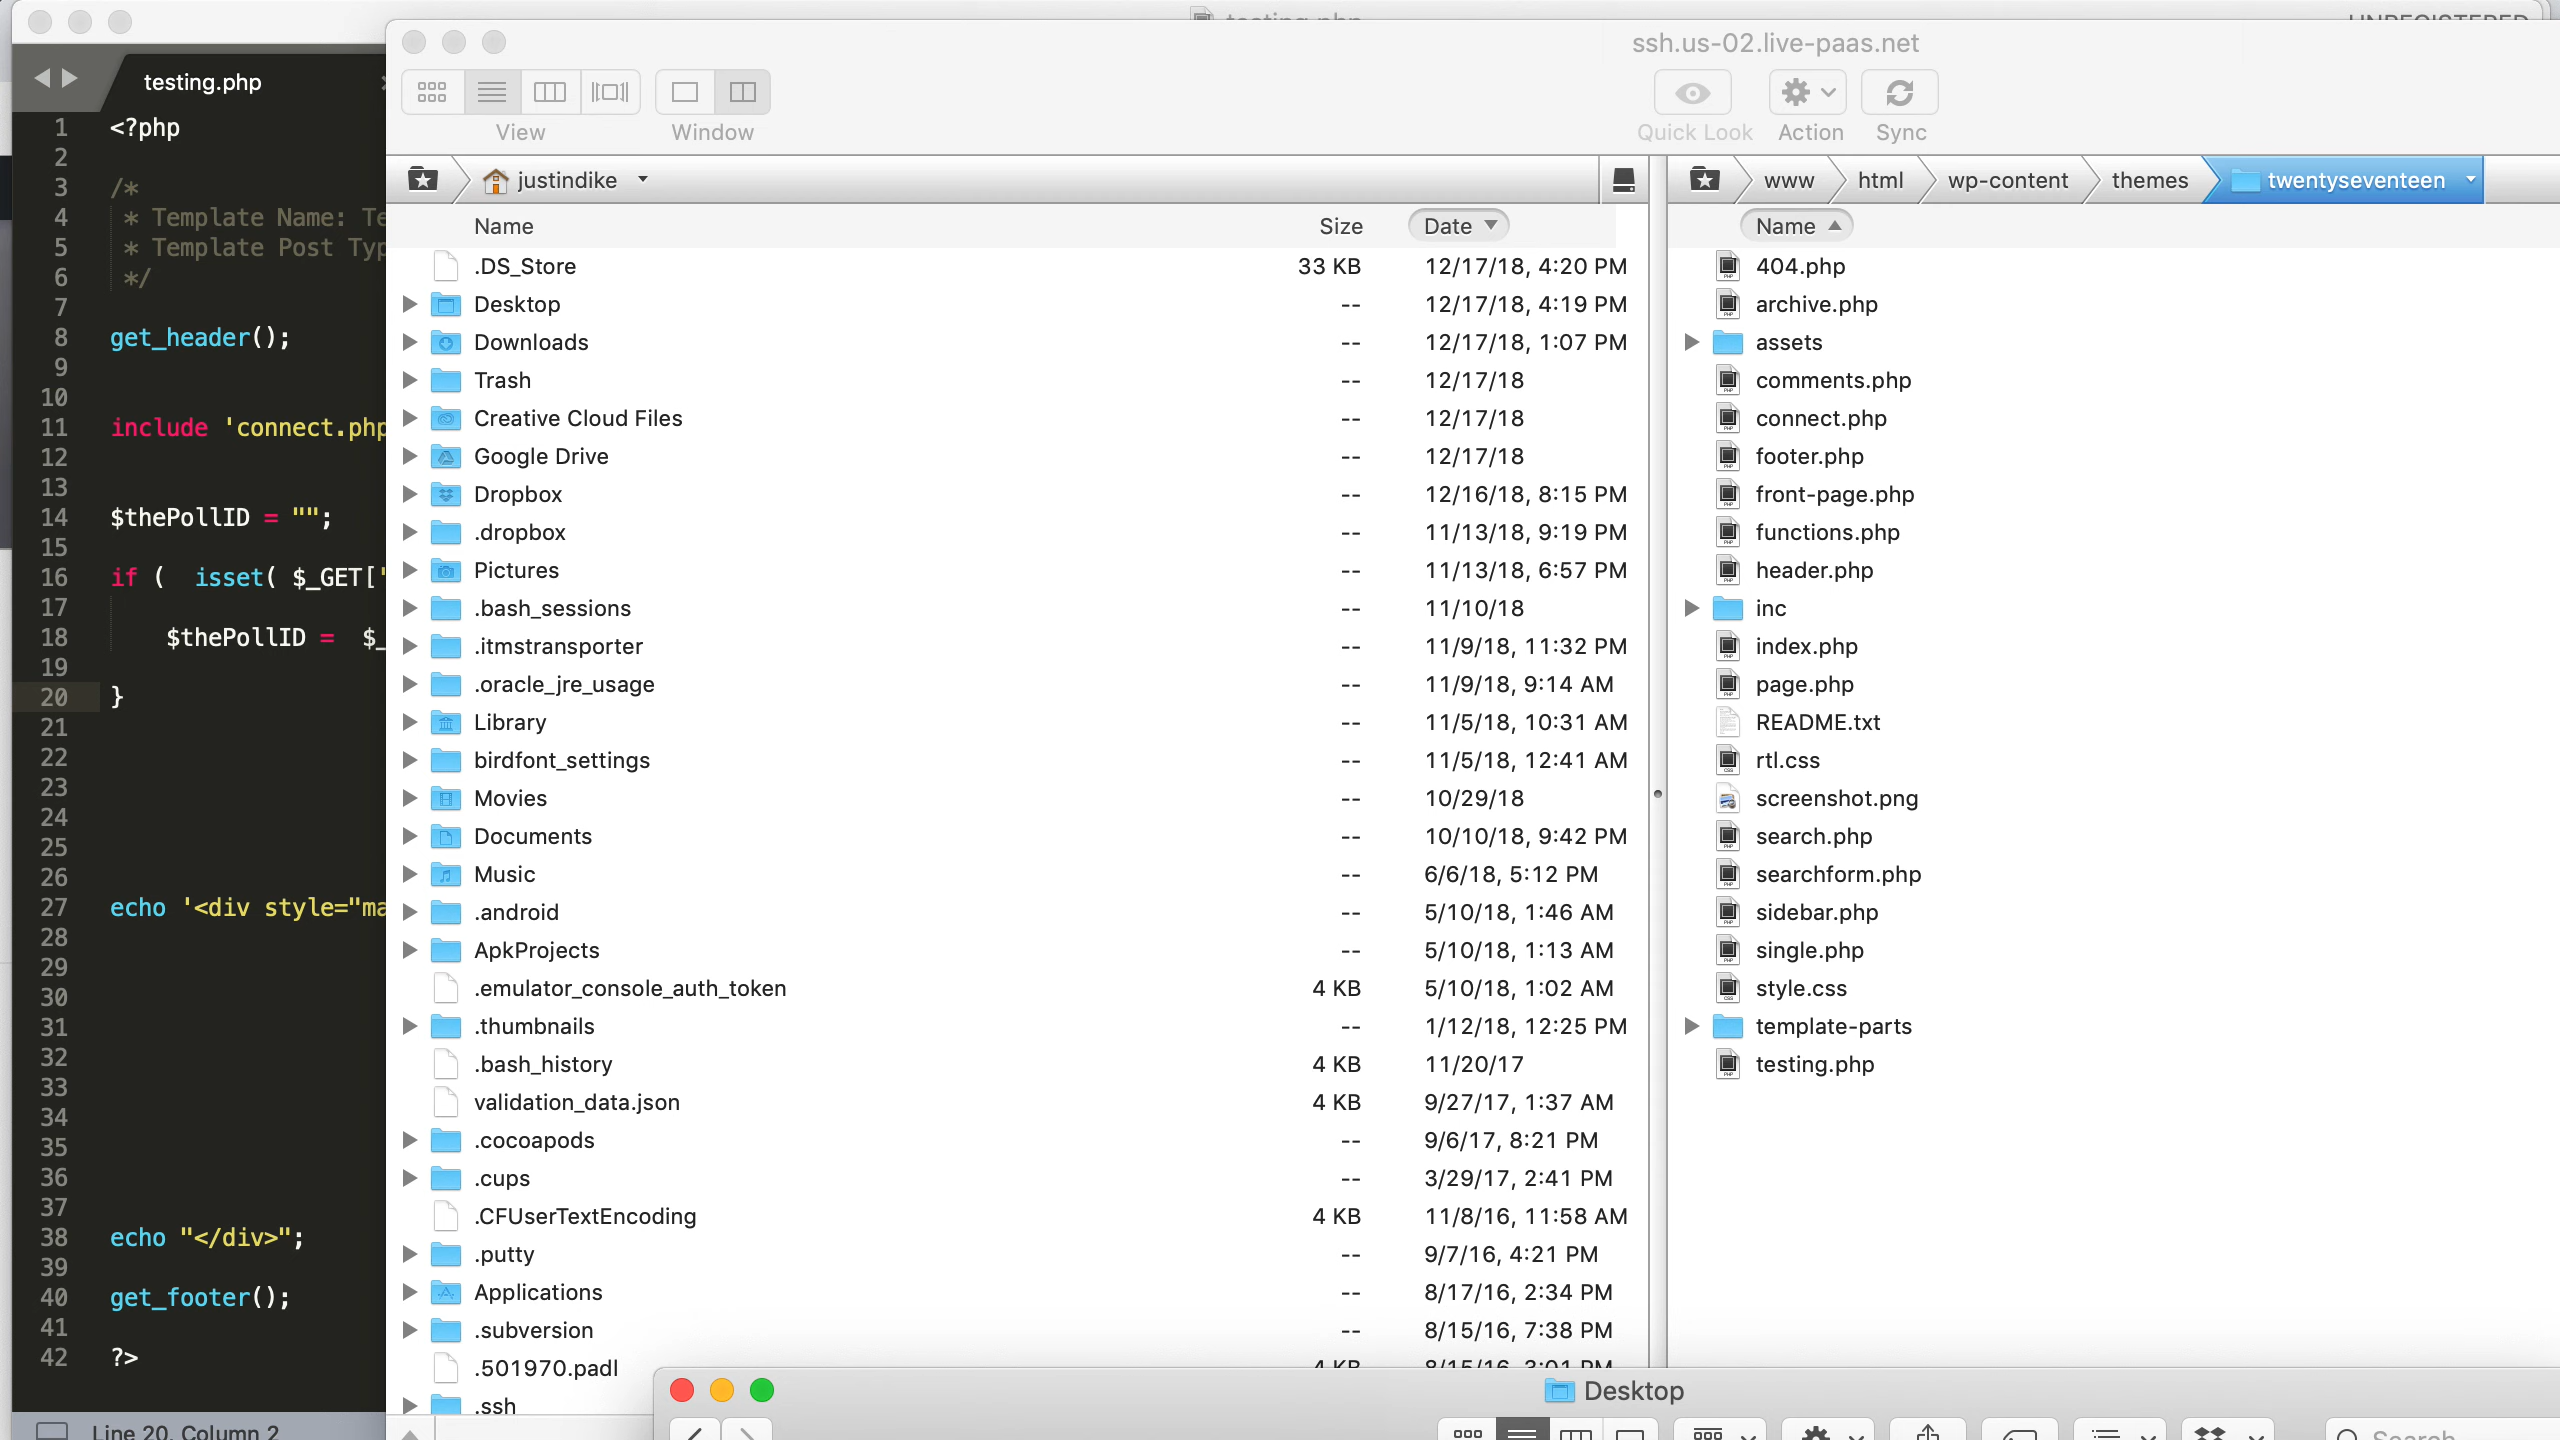 testing.php
UNREGISTERED
testing.php
1 <?php
2
3 /*
4 * Template Name: Te
5 * Template Post Typ
6 */
7
8 get_header();
9
10
11 include 'connect.php
12
13
14 $thePollID = "";
15
16 if (  isset( $_GET['
17
18 $thePollID =  $_
19
20 }
21
22
23
24
25
26
27 echo '<div style="ma
28
29
30
31
32
33
34
35
36
37
38 echo "</div>";
39
40 get_footer();
41
42 ?>
Line 20, Column 2
ssh.us-02.live-paas.net
View Window Quick Look Action Sync
justindike
Name Size Date
.DS_Store 33 KB 12/17/18, 4:20 PM
Desktop -- 12/17/18, 4:19 PM
Downloads -- 12/17/18, 1:07 PM
Trash -- 12/17/18
Creative Cloud Files -- 12/17/18
Google Drive -- 12/17/18
Dropbox -- 12/16/18, 8:15 PM
.dropbox -- 11/13/18, 9:19 PM
Pictures -- 11/13/18, 6:57 PM
.bash_sessions -- 11/10/18
.itmstransporter -- 11/9/18, 11:32 PM
.oracle_jre_usage -- 11/9/18, 9:14 AM
Library -- 11/5/18, 10:31 AM
birdfont_settings -- 11/5/18, 12:41 AM
Movies -- 10/29/18
Documents -- 10/10/18, 9:42 PM
Music -- 6/6/18, 5:12 PM
.android -- 5/10/18, 1:46 AM
ApkProjects -- 5/10/18, 1:13 AM
.emulator_console_auth_token 4 KB 5/10/18, 1:02 AM
.thumbnails -- 1/12/18, 12:25 PM
.bash_history 4 KB 11/20/17
validation_data.json 4 KB 9/27/17, 1:37 AM
.cocoapods -- 9/6/17, 8:21 PM
.cups -- 3/29/17, 2:41 PM
.CFUserTextEncoding 4 KB 11/8/16, 11:58 AM
.putty -- 9/7/16, 4:21 PM
Applications -- 8/17/16, 2:34 PM
.subversion -- 8/15/16, 7:38 PM
.501970.padl 4 KB 8/15/16, 3:01 PM
.ssh
www html wp-content themes twentyseventeen
Name
404.php
archive.php
assets
comments.php
connect.php
footer.php
front-page.php
functions.php
header.php
inc
index.php
page.php
README.txt
rtl.css
screenshot.png
search.php
searchform.php
sidebar.php
single.php
style.css
template-parts
testing.php
Desktop
Search